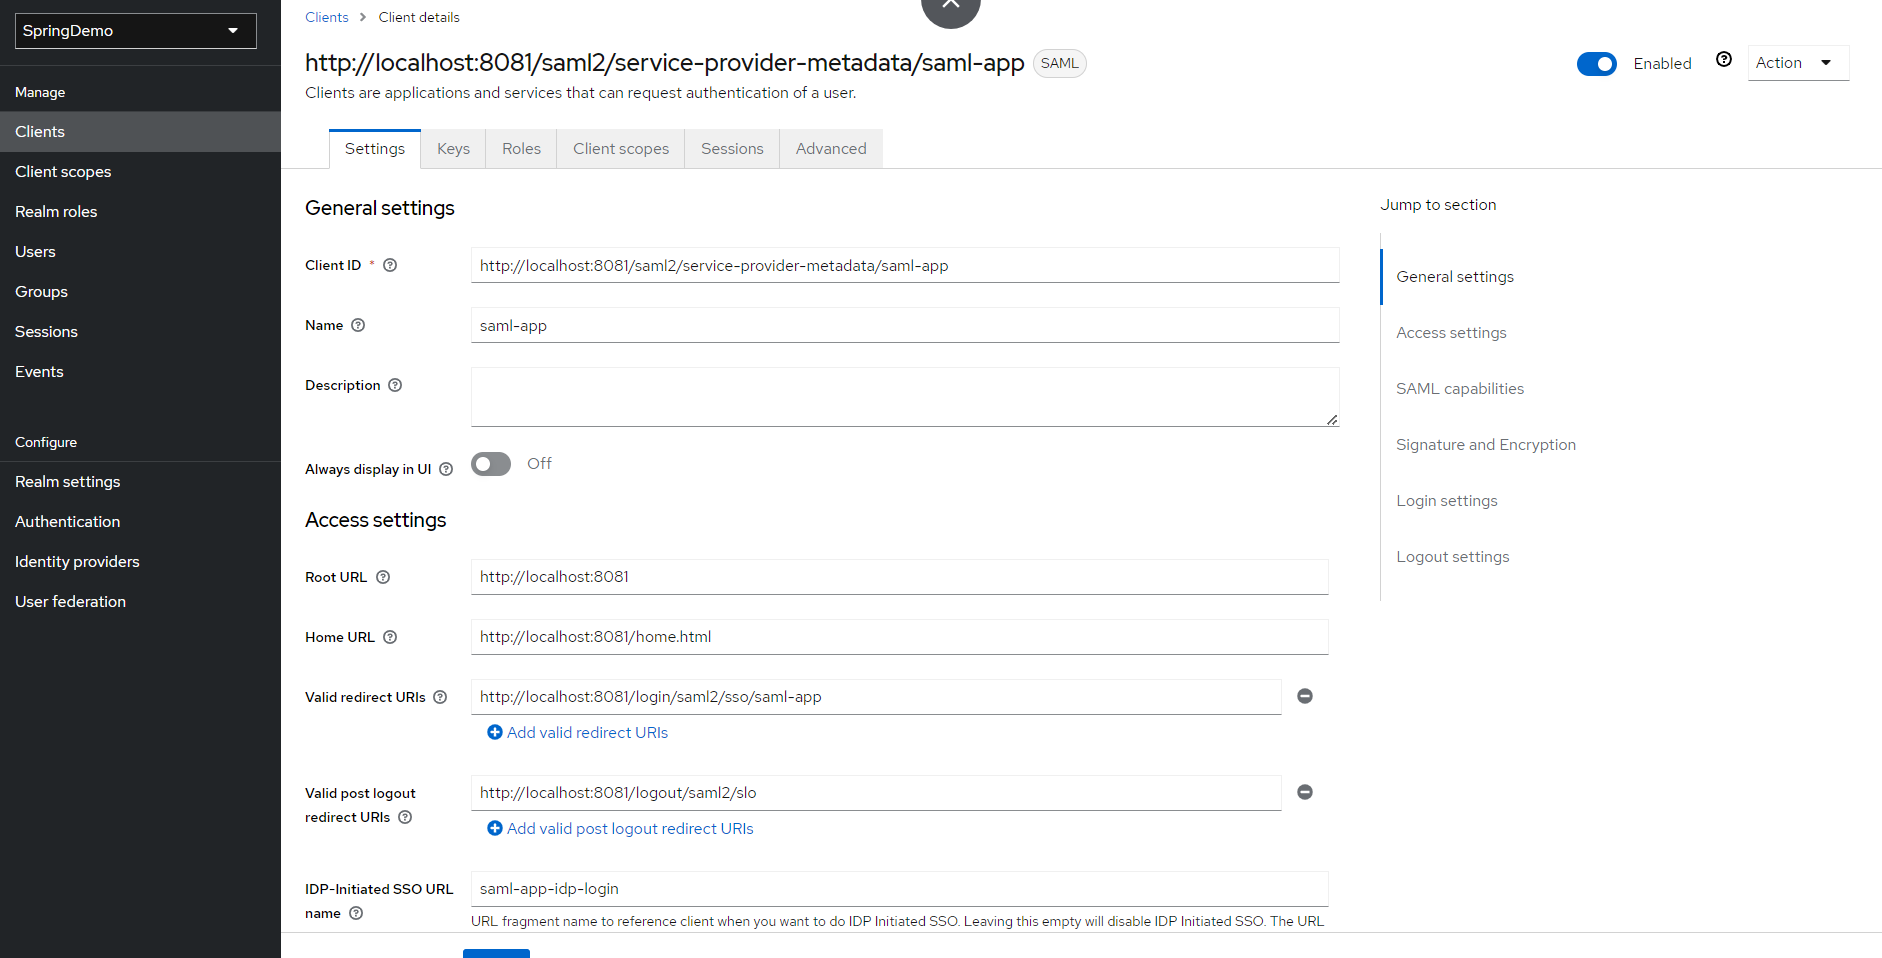 SpringDemo
Manage
Clients
Client scopes
Realm roles
Users
Groups
Sessions
Events
Configure
Realm settings
Authentication
Identity providers
User federation
Clients > Client details
http://localhost:8081/saml2/service-provider-metadata/saml-app SAML
Clients are applications and services that can request authentication of a user.
Enabled
Action
Settings Keys Roles Client scopes Sessions Advanced
General settings
Client ID * http://localhost:8081/saml2/service-provider-metadata/saml-app
Name saml-app
Description
Always display in UI Off
Access settings
Root URL http://localhost:8081
Home URL http://localhost:8081/home.html
Valid redirect URIs http://localhost:8081/login/saml2/sso/saml-app
Add valid redirect URIs
Valid post logout
redirect URIs
http://localhost:8081/logout/saml2/slo
Add valid post logout redirect URIs
IDP-Initiated SSO URL
name
saml-app-idp-login
URL fragment name to reference client when you want to do IDP Initiated SSO. Leaving this empty will disable IDP Initiated SSO. The URL
Jump to section
General settings
Access settings
SAML capabilities
Signature and Encryption
Login settings
Logout settings